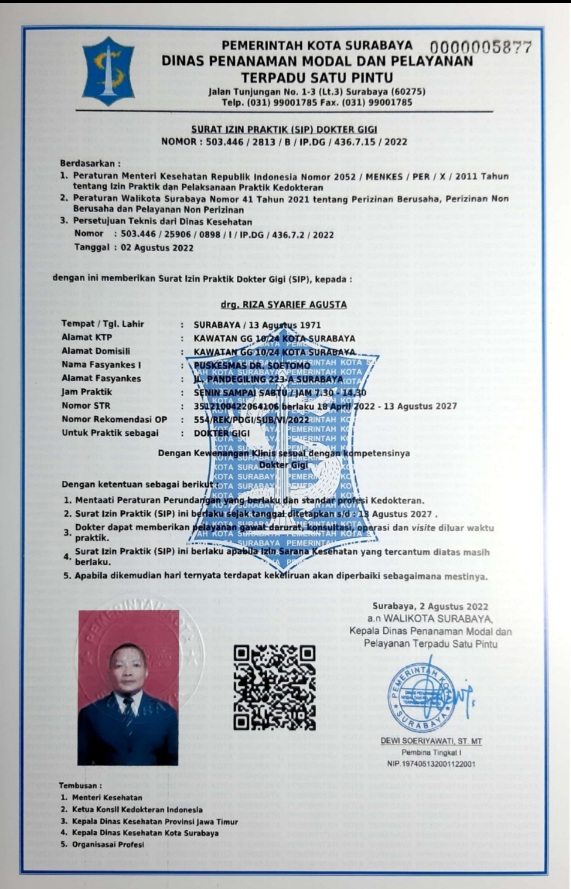 PEMERINTAH KOTA SURABAYA
0000005877
DINAS PENANAMAN MODAL DAN PELAYANAN
TERPADU SATU PINTU
Jalan Tunjungan No. 1-3 (Lt.3) Surabaya (60275)
Telp. (031) 99001785 Fax. (031) 99001785
SURAT IZIN PRAKTIK (SIP) DOKTER GIGI
NOMOR : 503.446 / 2813 / B / IP.DG / 436.7.15 / 2022
Berdasarkan :
1. Peraturan Menteri Kesehatan Republik Indonesia Nomor 2052 / MENKES / PER / X / 2011 Tahun
tentang Izin Praktik dan Pelaksanaan Praktik Kedokteran
2. Peraturan Walikota Surabaya Nomor 41 Tahun 2021 tentang Perizinan Berusaha, Perizinan Non
Berusaha dan Pelayanan Non Perizinan
3. Persetujuan Teknis dari Dinas Kesehatan
Nomor : 503.446 / 25906 / 0898 / I / IP.DG / 436.7.2 / 2022
Tanggal : 02 Agustus 2022
dengan ini memberikan Surat Izin Praktik Dokter Gigi (SIP), kepada :
drg. RIZA SYARIEF AGUSTA
Tempat / Tgl. Lahir : SURABAYA / 13 Agustus 1971
Alamat KTP : KAWATAN GG 10/24 KOTA SURABAYA
Alamat Domisili : KAWATAN GG 10/24 KOTA SURABAYA
Nama Fasyankes I : PUSKESMAS DR. SOETOMO
Alamat Fasyankes : JL. PANDEGILING 223-A SURABAYA
Jam Praktik : SENIN SAMPAI SABTU / JAM 7.30 - 14.30
Nomor STR : 3512100422064106 berlaku 18 April 2022 - 13 Agustus 2027
Nomor Rekomendasi OP : 554/REK/PDGI/SUB/VI/2022
Untuk Praktik sebagai : DOKTER GIGI
Dengan Kewenangan Klinis sesuai dengan kompetensinya
Dokter Gigi
Dengan ketentuan sebagai berikut :
1. Mentaati Peraturan Perundangan yang berlaku dan standar profesi Kedokteran.
2. Surat Izin Praktik (SIP) ini berlaku sejak tanggal ditetapkan s/d : 13 Agustus 2027 .
3. Dokter dapat memberikan pelayanan gawat darurat, konsultasi, operasi dan visite diluar waktu
praktik.
4. Surat Izin Praktik (SIP) ini berlaku apabila Izin Sarana Kesehatan yang tercantum diatas masih
berlaku.
5. Apabila dikemudian hari ternyata terdapat kekeliruan akan diperbaiki sebagaimana mestinya.
Surabaya, 2 Agustus 2022
a.n WALIKOTA SURABAYA,
Kepala Dinas Penanaman Modal dan
Pelayanan Terpadu Satu Pintu
PEMERINTAH KOTA
SURABAYA
DEWI SOERIYAWATI, ST. MT
Pembina Tingkat I
NIP.197405132001122001
Tembusan :
1. Menteri Kesehatan
2. Ketua Konsil Kedokteran Indonesia
3. Kepala Dinas Kesehatan Provinsi Jawa Timur
4. Kepala Dinas Kesehatan Kota Surabaya
5. Organisasai Profesi